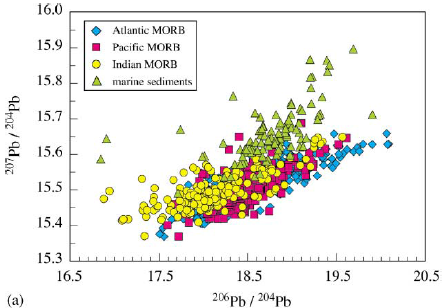 16.0
15.9
15.8
15.7
15.6
15.5
15.4
15.3
²⁰⁷Pb / ²⁰⁴Pb
Atlantic MORB
Pacific MORB
Indian MORB
marine sediments
16.5 17.5 18.5 19.5 20.5
(a) ²⁰⁶Pb / ²⁰⁴Pb